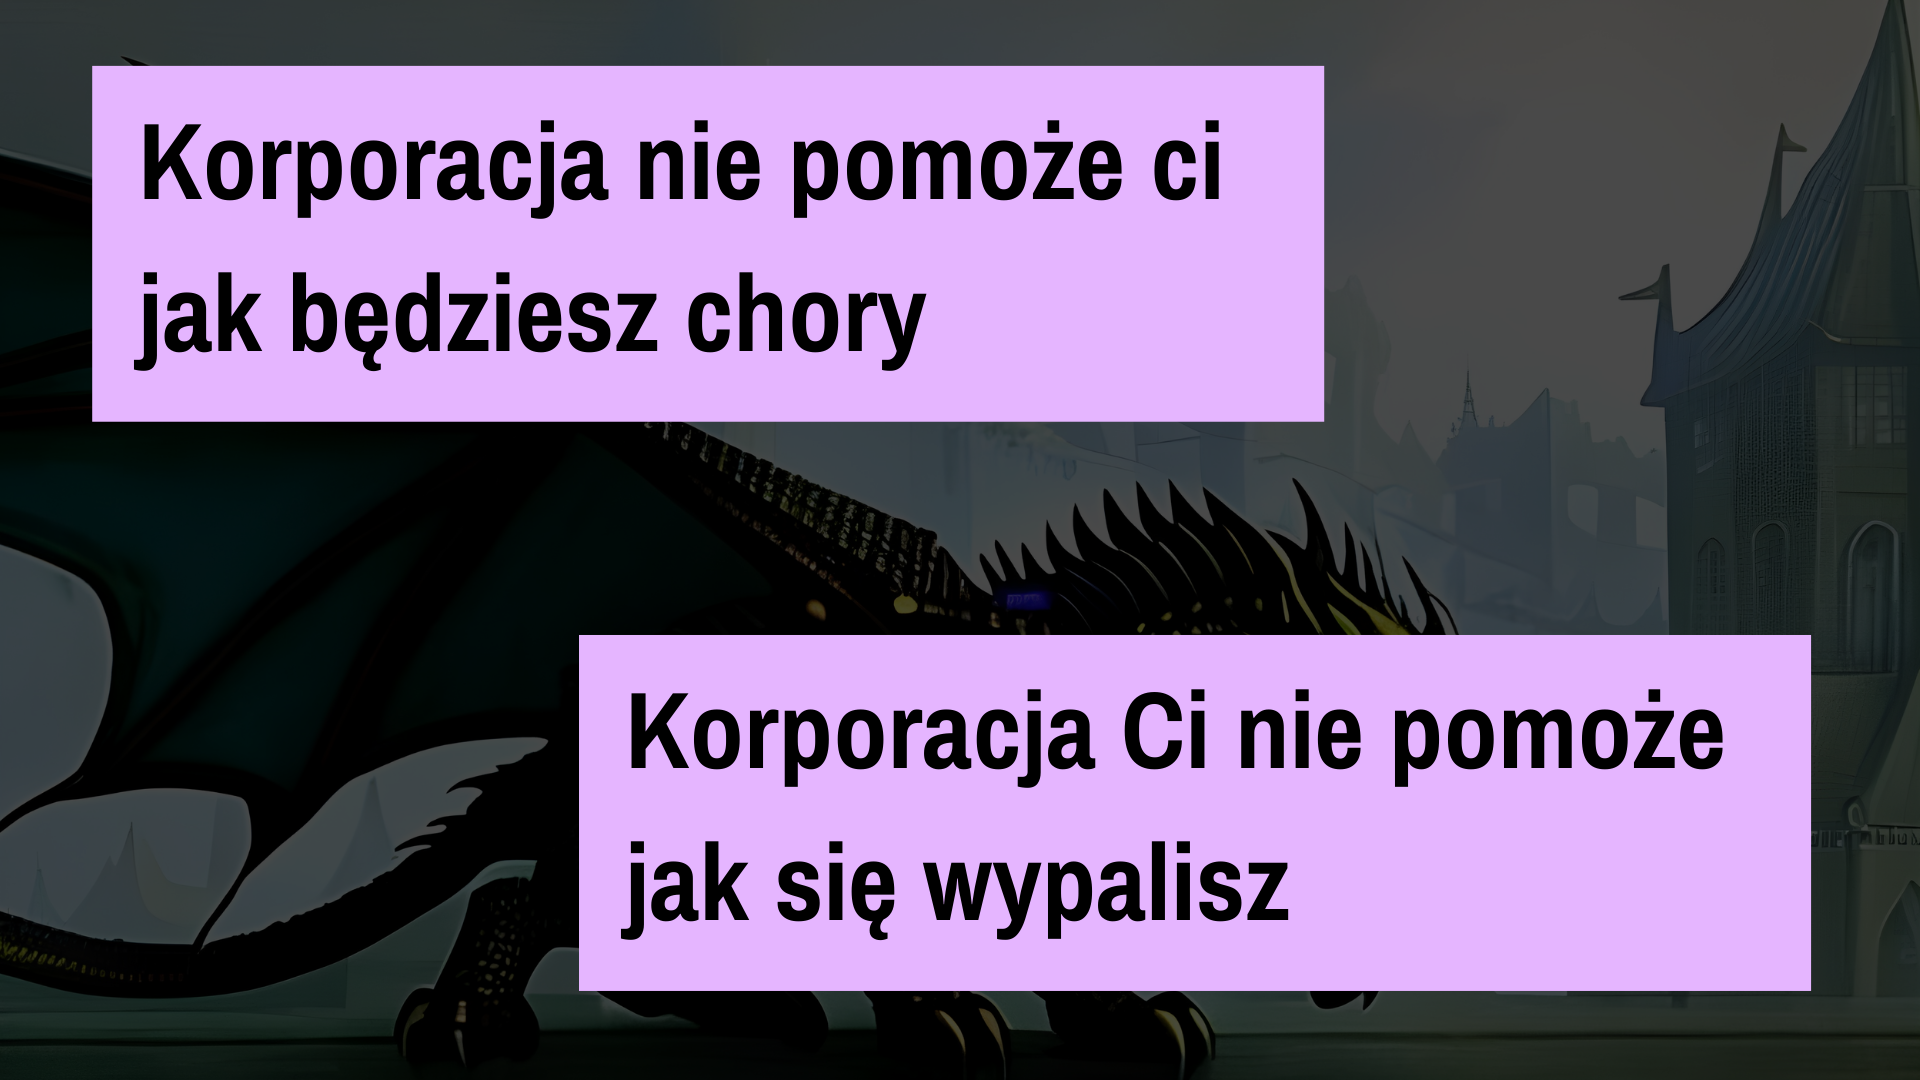 Korporacja nie pomoże ci
jak będziesz chory
Korporacja Ci nie pomoże
jak się wypalisz